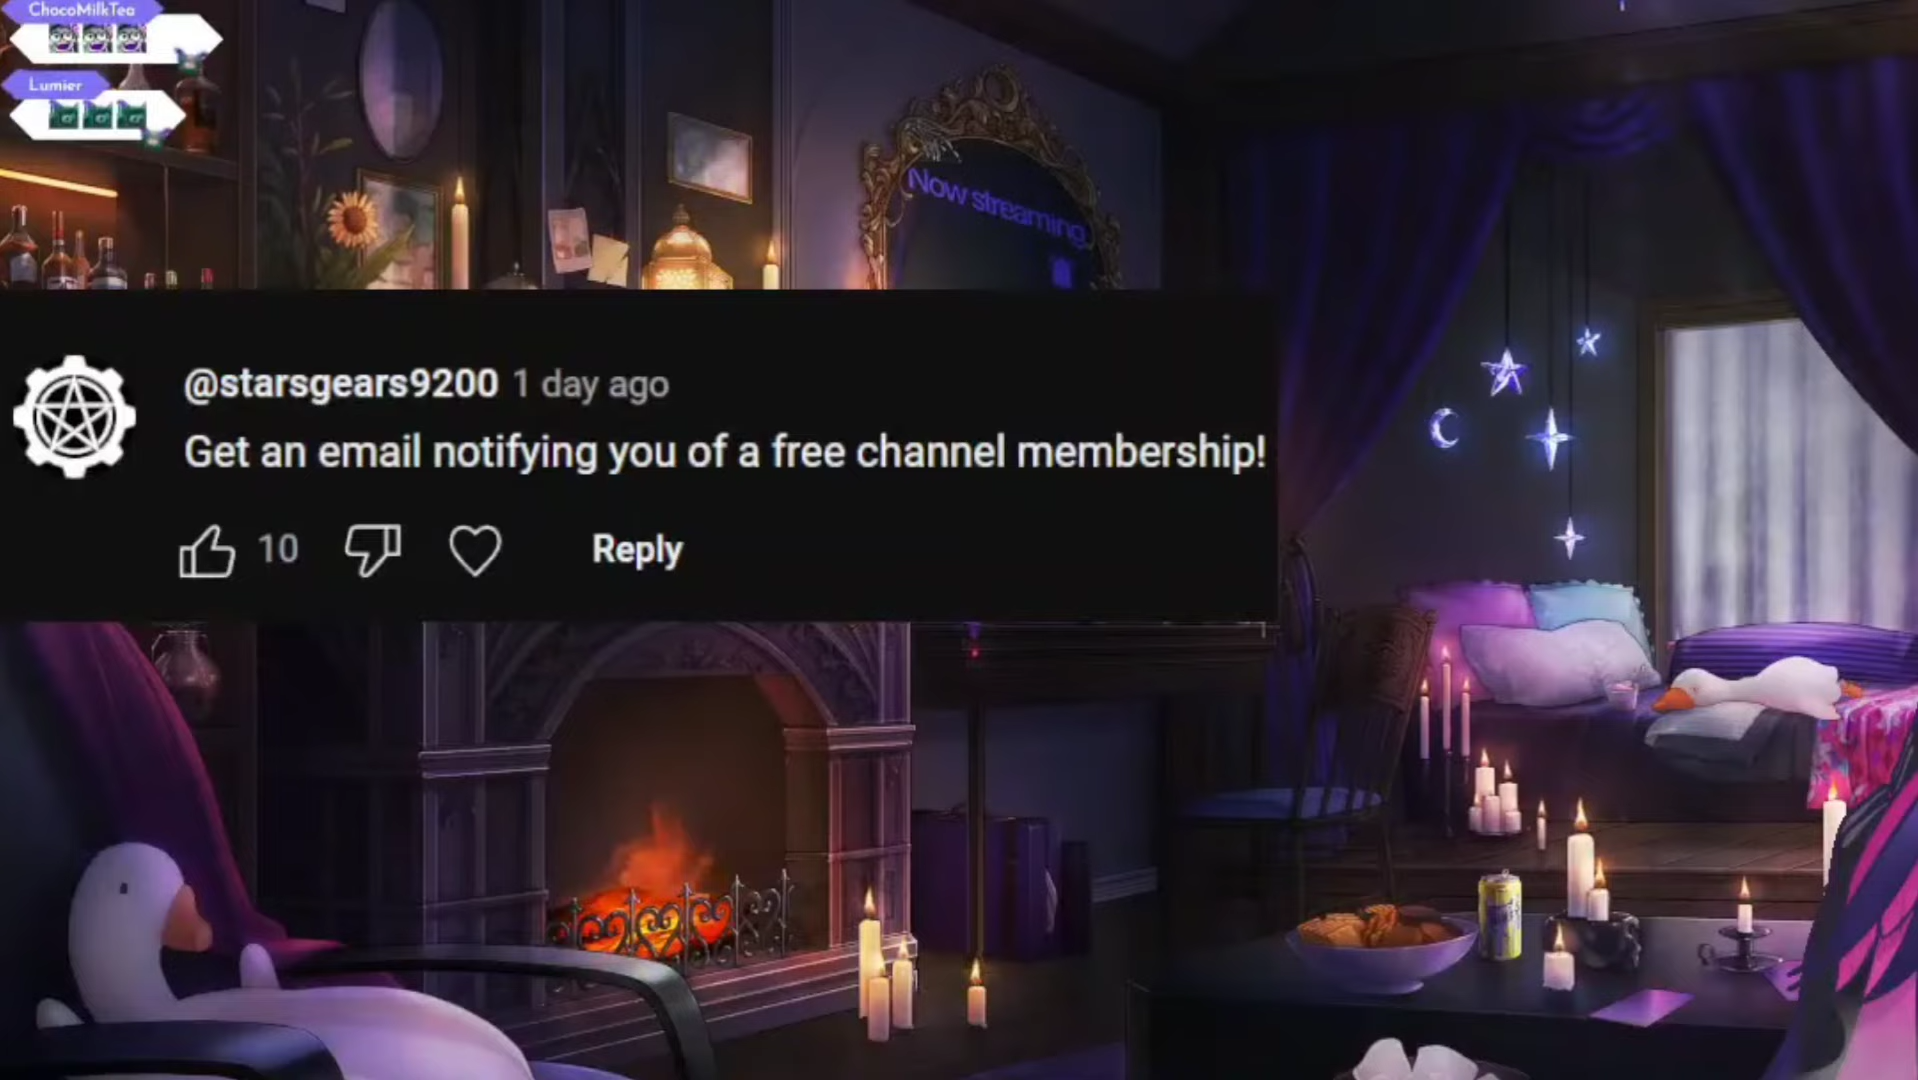 ChocoMilkTea
Lumier
Now streaming
@starsgears9200 1 day ago
Get an email notifying you of a free channel membership!
10 Reply